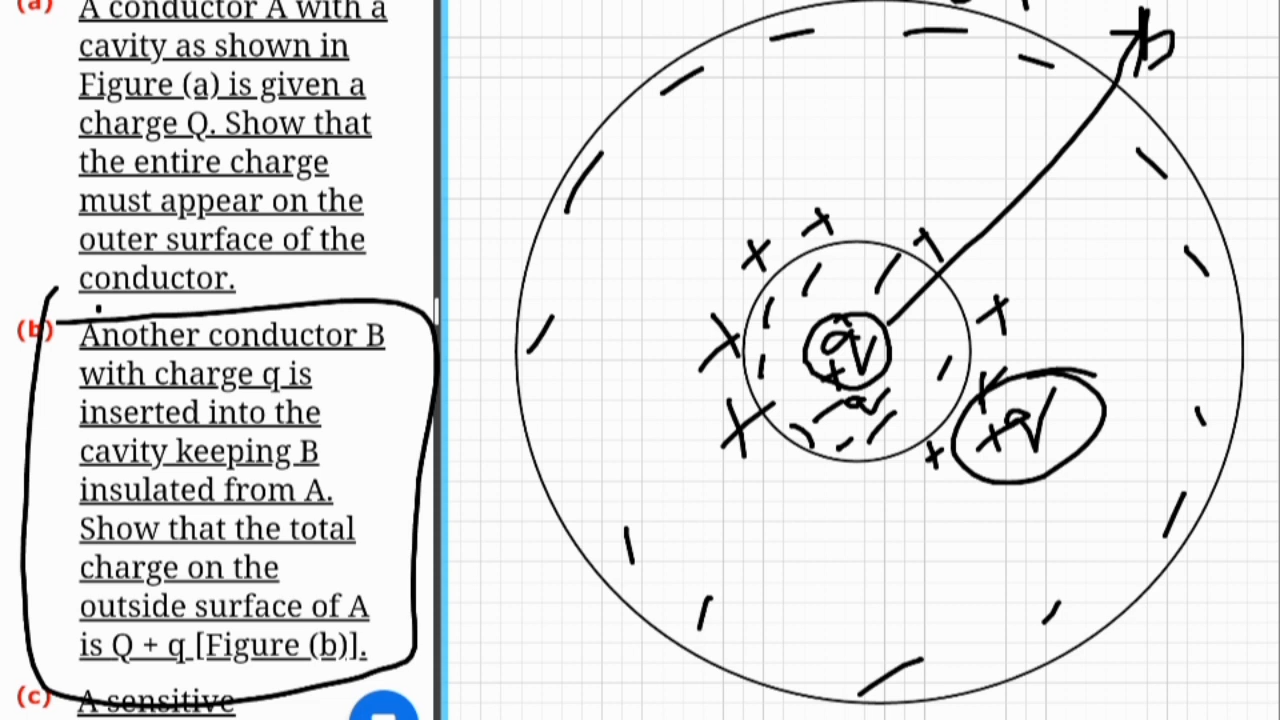 (a) A conductor A with a
cavity as shown in
Figure (a) is given a
charge Q. Show that
the entire charge
must appear on the
outer surface of the
conductor.
(b) Another conductor B
with charge q is
inserted into the
cavity keeping B
insulated from A.
Show that the total
charge on the
outside surface of A
is Q + q [Figure (b)].
(c) A sensitive
b
q
+
-q
+q